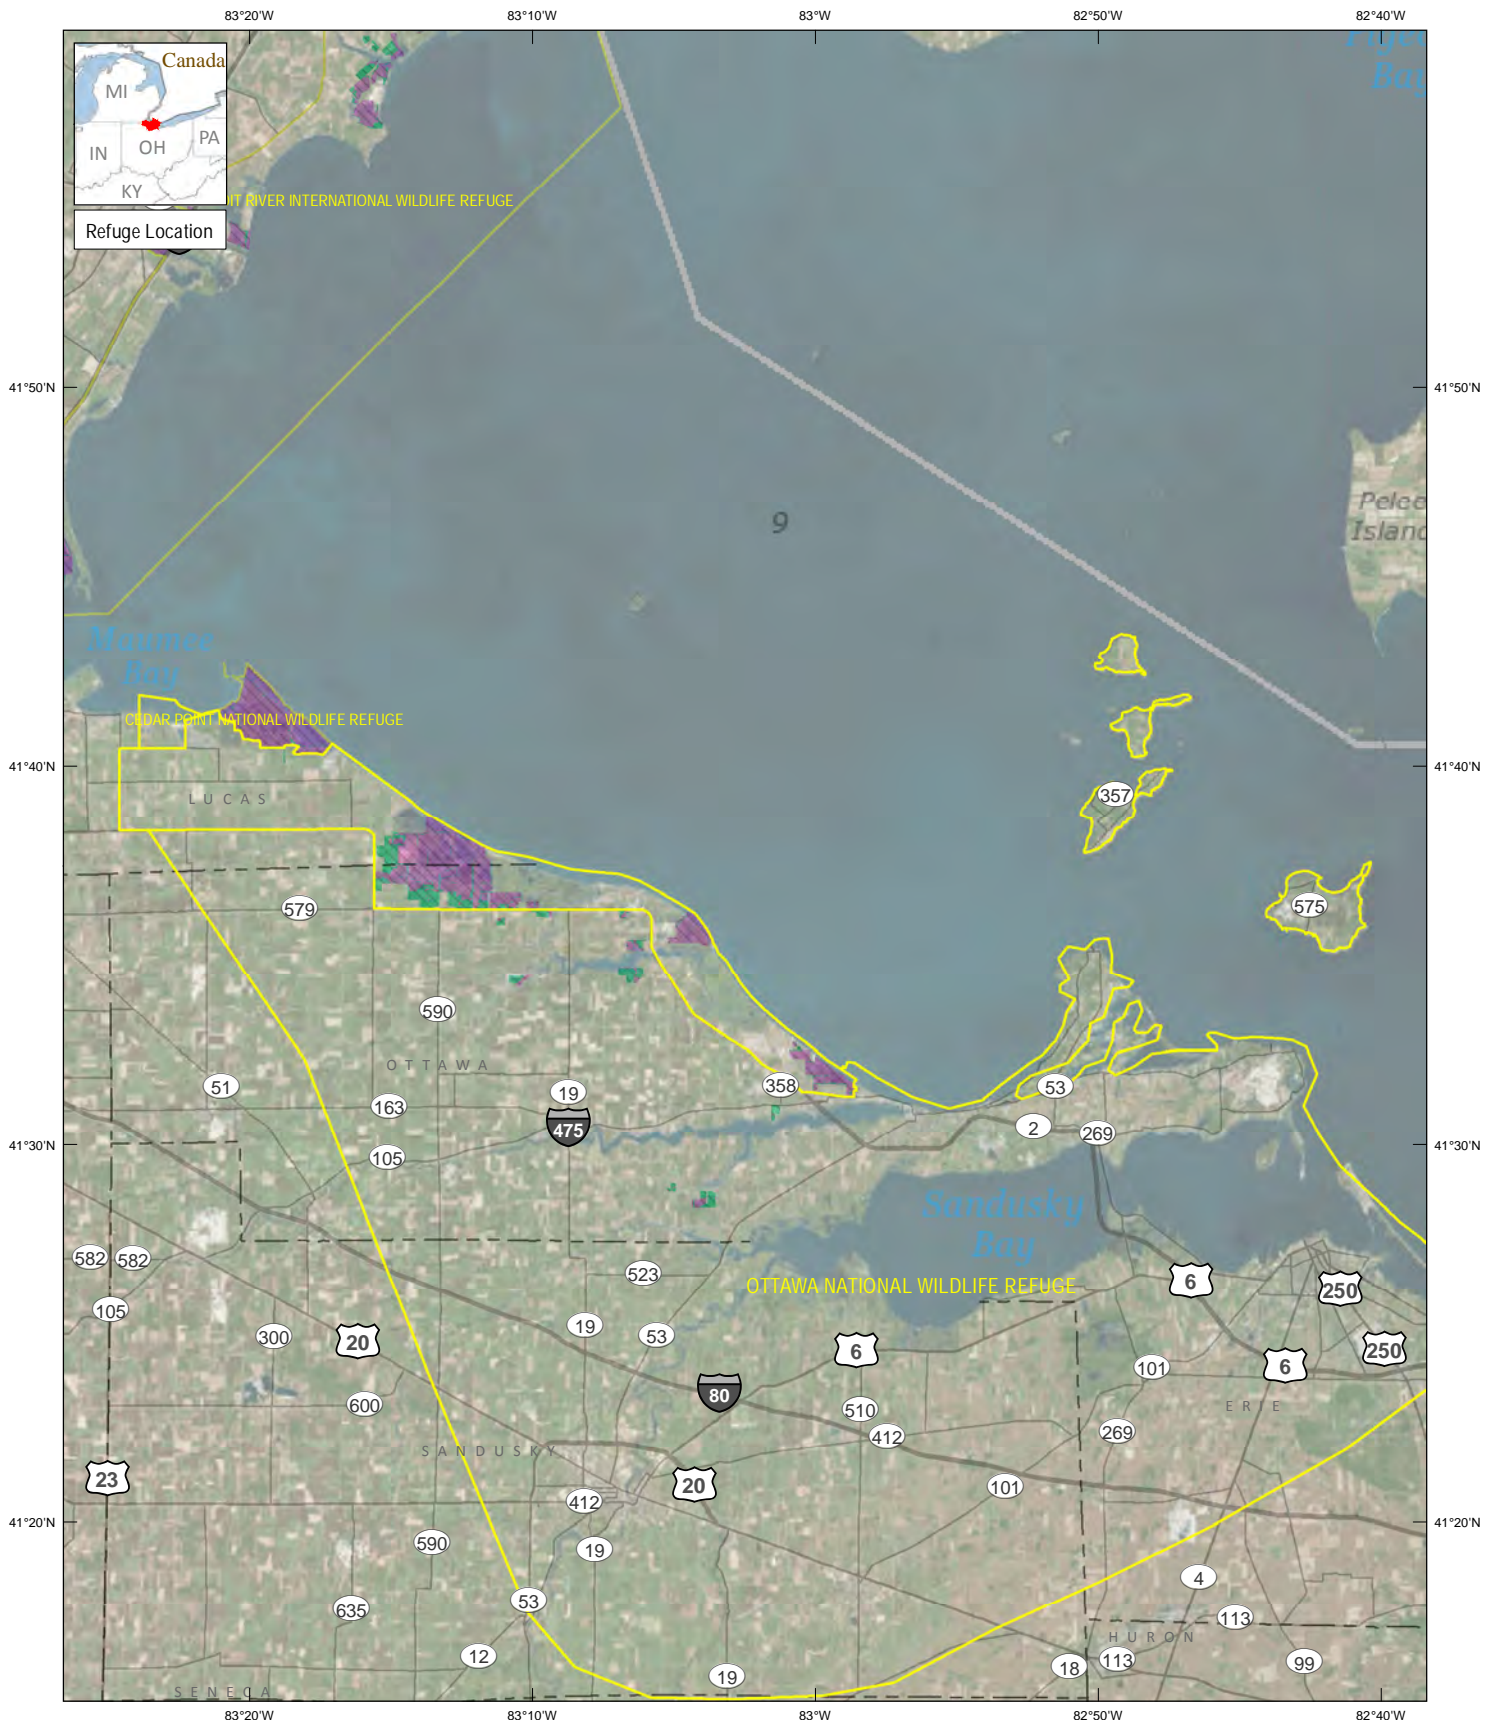 83°20'W
83°10'W
83°W
82°50'W
82°40'W
Canada
MI
PA
IN
OH
KY
Refuge Location
Bay
IT RIVER INTERNATIONAL WILDLIFE REFUGE
41°50'N
41°50'N
9
Pelee
Island
Maumee
Bay
CEDAR POINT NATIONAL WILDLIFE REFUGE
41°40'N
41°40'N
LUCAS
357
575
579
590
OTTAWA
51
163
19
475
358
53
2
269
105
41°30'N
41°30'N
Sandusky
Bay
582
582
523
OTTAWA NATIONAL WILDLIFE REFUGE
6
250
105
300
20
19
53
6
250
101
6
80
600
510
412
269
ERIE
SANDUSKY
23
20
101
412
41°20'N
41°20'N
590
19
4
53
635
113
HURON
12
18
113
99
19
SENECA
83°20'W
83°10'W
83°W
82°50'W
82°40'W